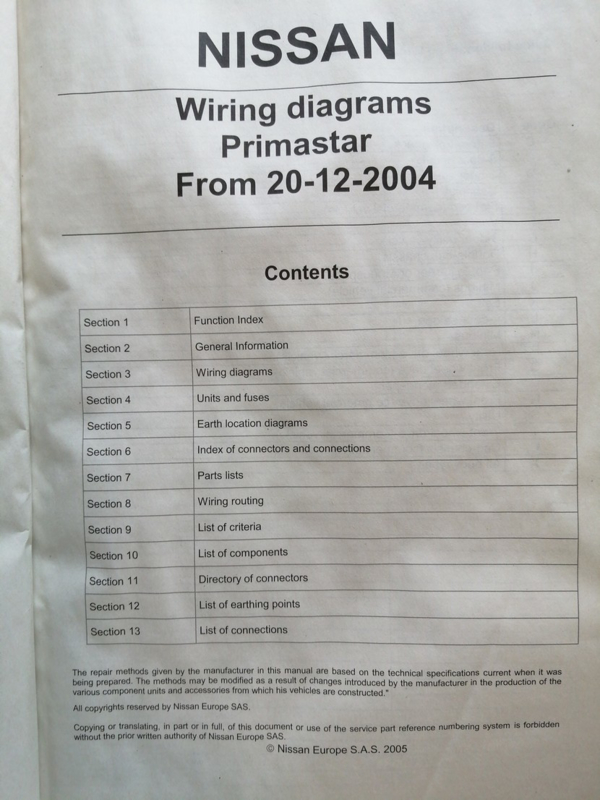 NISSAN
Wiring diagrams
Primastar
From 20-12-2004
Contents
Section 1 Function Index
Section 2 General Information
Section 3 Wiring diagrams
Section 4 Units and fuses
Section 5 Earth location diagrams
Section 6 Index of connectors and connections
Section 7 Parts lists
Section 8 Wiring routing
Section 9 List of criteria
Section 10 List of components
Section 11 Directory of connectors
Section 12 List of earthing points
Section 13 List of connections
The repair methods given by the manufacturer in this manual are based on the technical specifications current when it was
being prepared. The methods may be modified as a result of changes introduced by the manufacturer in the production of the
various component units and accessories from which his vehicles are constructed."
All copyrights reserved by Nissan Europe SAS.
Copying or translating, in part or in full, of this document or use of the service part reference numbering system is forbidden
without the prior written authority of Nissan Europe SAS.
© Nissan Europe S.A.S. 2005